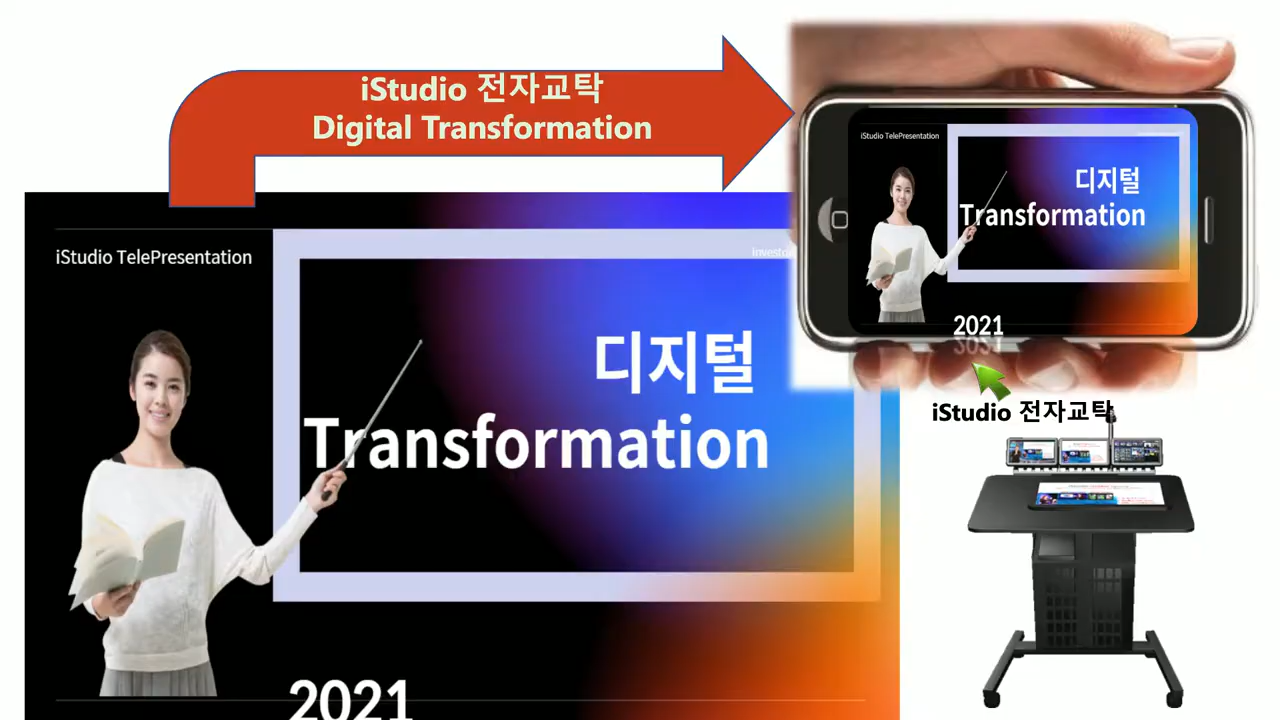 iStudio 전자교탁
Digital Transformation
iStudio TelePresentation
디지털
Transformation
2021
iStudio TelePresentation
디지털
Transformation
2021
iStudio 전자교탁